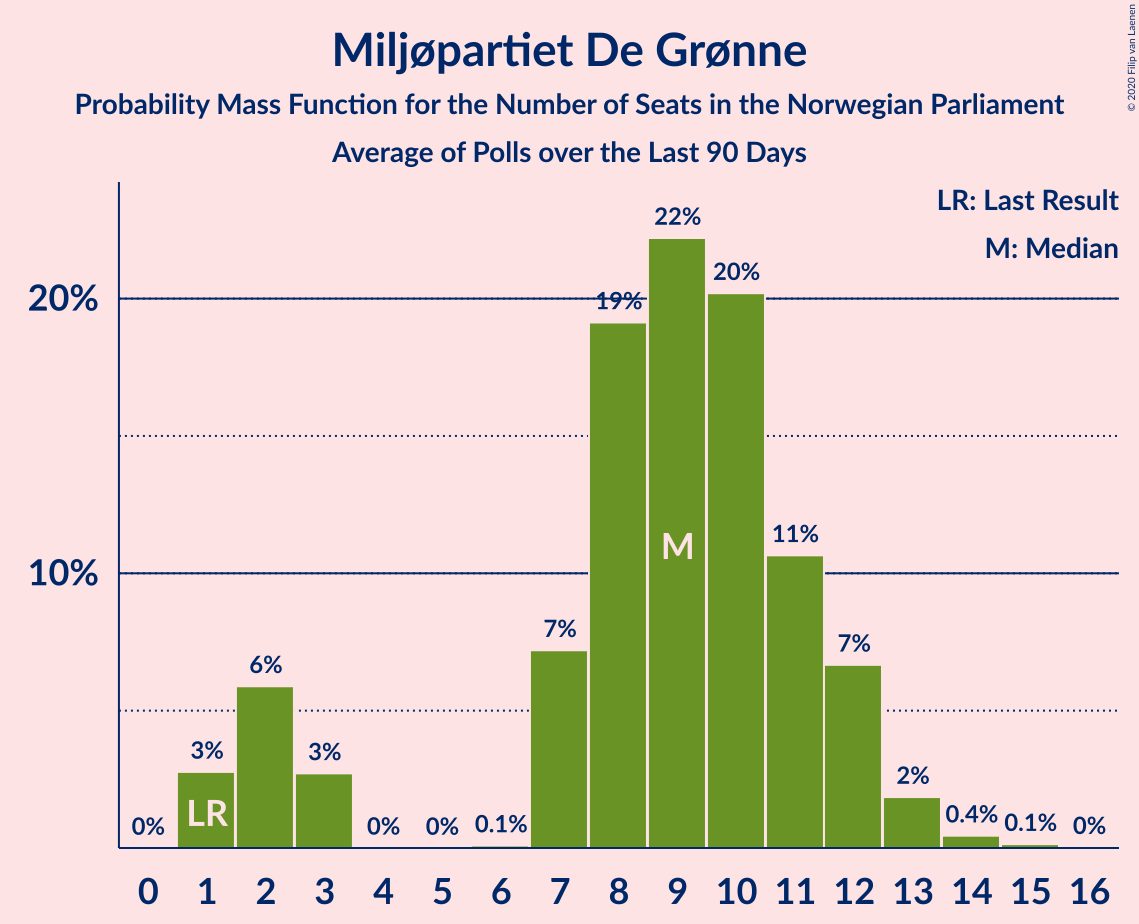 Miljøpartiet De Grønne
Probability Mass Function for the Number of Seats in the Norwegian Parliament
Average of Polls over the Last 90 Days
© 2020 Filip van Laenen
LR: Last Result
M: Median
20%
10%
0%
3%
6%
3%
0%
0%
0.1%
7%
19%
22%
20%
11%
7%
2%
0.4%
0.1%
0%
LR
M
0 1 2 3 4 5 6 7 8 9 10 11 12 13 14 15 16